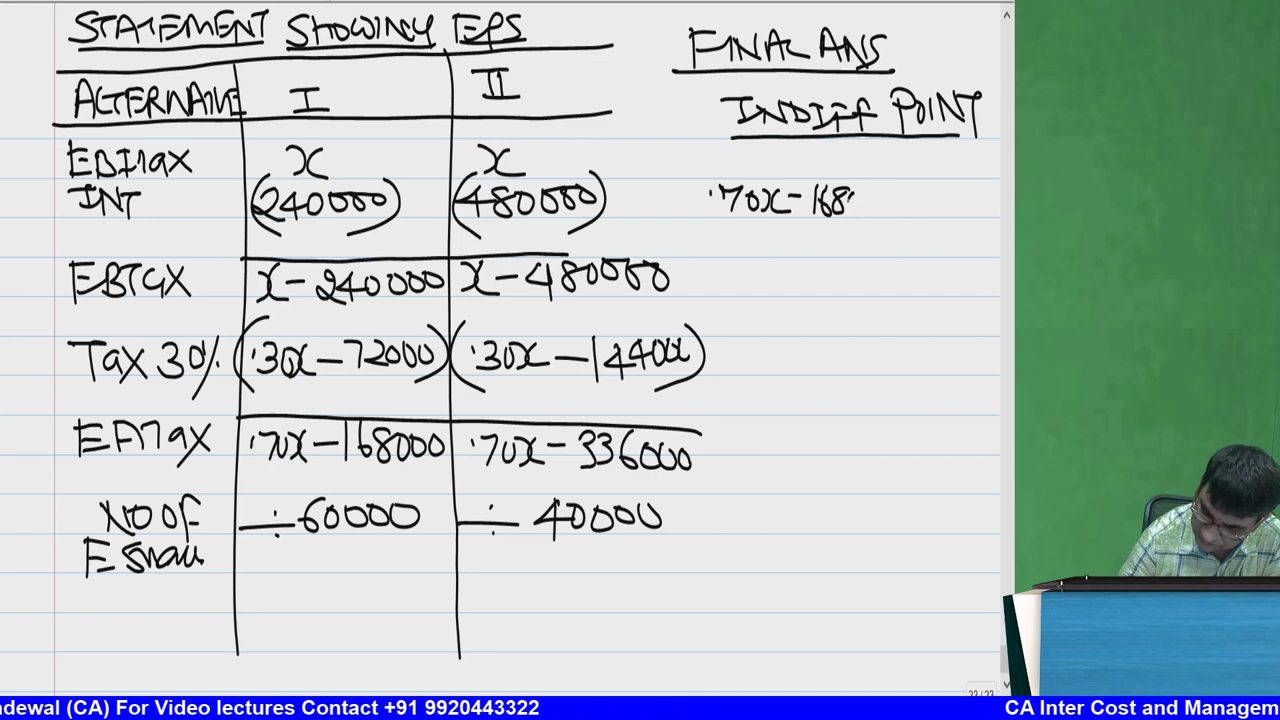 STATEMENT SHOWING EPS
ALTERNATIVE I II
EBITax x x
INT (240000) (480000)
EBTax x-240000 x-480000
Tax 30% (.30x-72000) (.30x-144000)
EATax .70x-168000 .70x-336000
NO OF ÷60000 ÷ 40000
E Share
FINAL ANS
INDIFF POINT
.70x-168
23/23
ndewal (CA) For Video lectures Contact +91 9920443322
CA Inter Cost and Managem